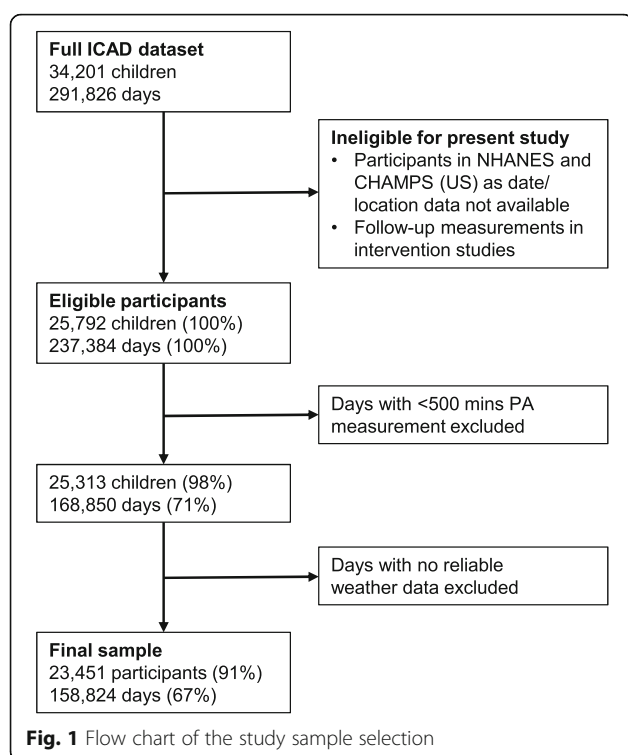 Full ICAD dataset
34,201 children
291,826 days
Ineligible for present study
• Participants in NHANES and
CHAMPS (US) as date/
location data not available
• Follow-up measurements in
intervention studies
Eligible participants
25,792 children (100%)
237,384 days (100%)
Days with <500 mins PA
measurement excluded
25,313 children (98%)
168,850 days (71%)
Days with no reliable
weather data excluded
Final sample
23,451 participants (91%)
158,824 days (67%)
Fig. 1 Flow chart of the study sample selection